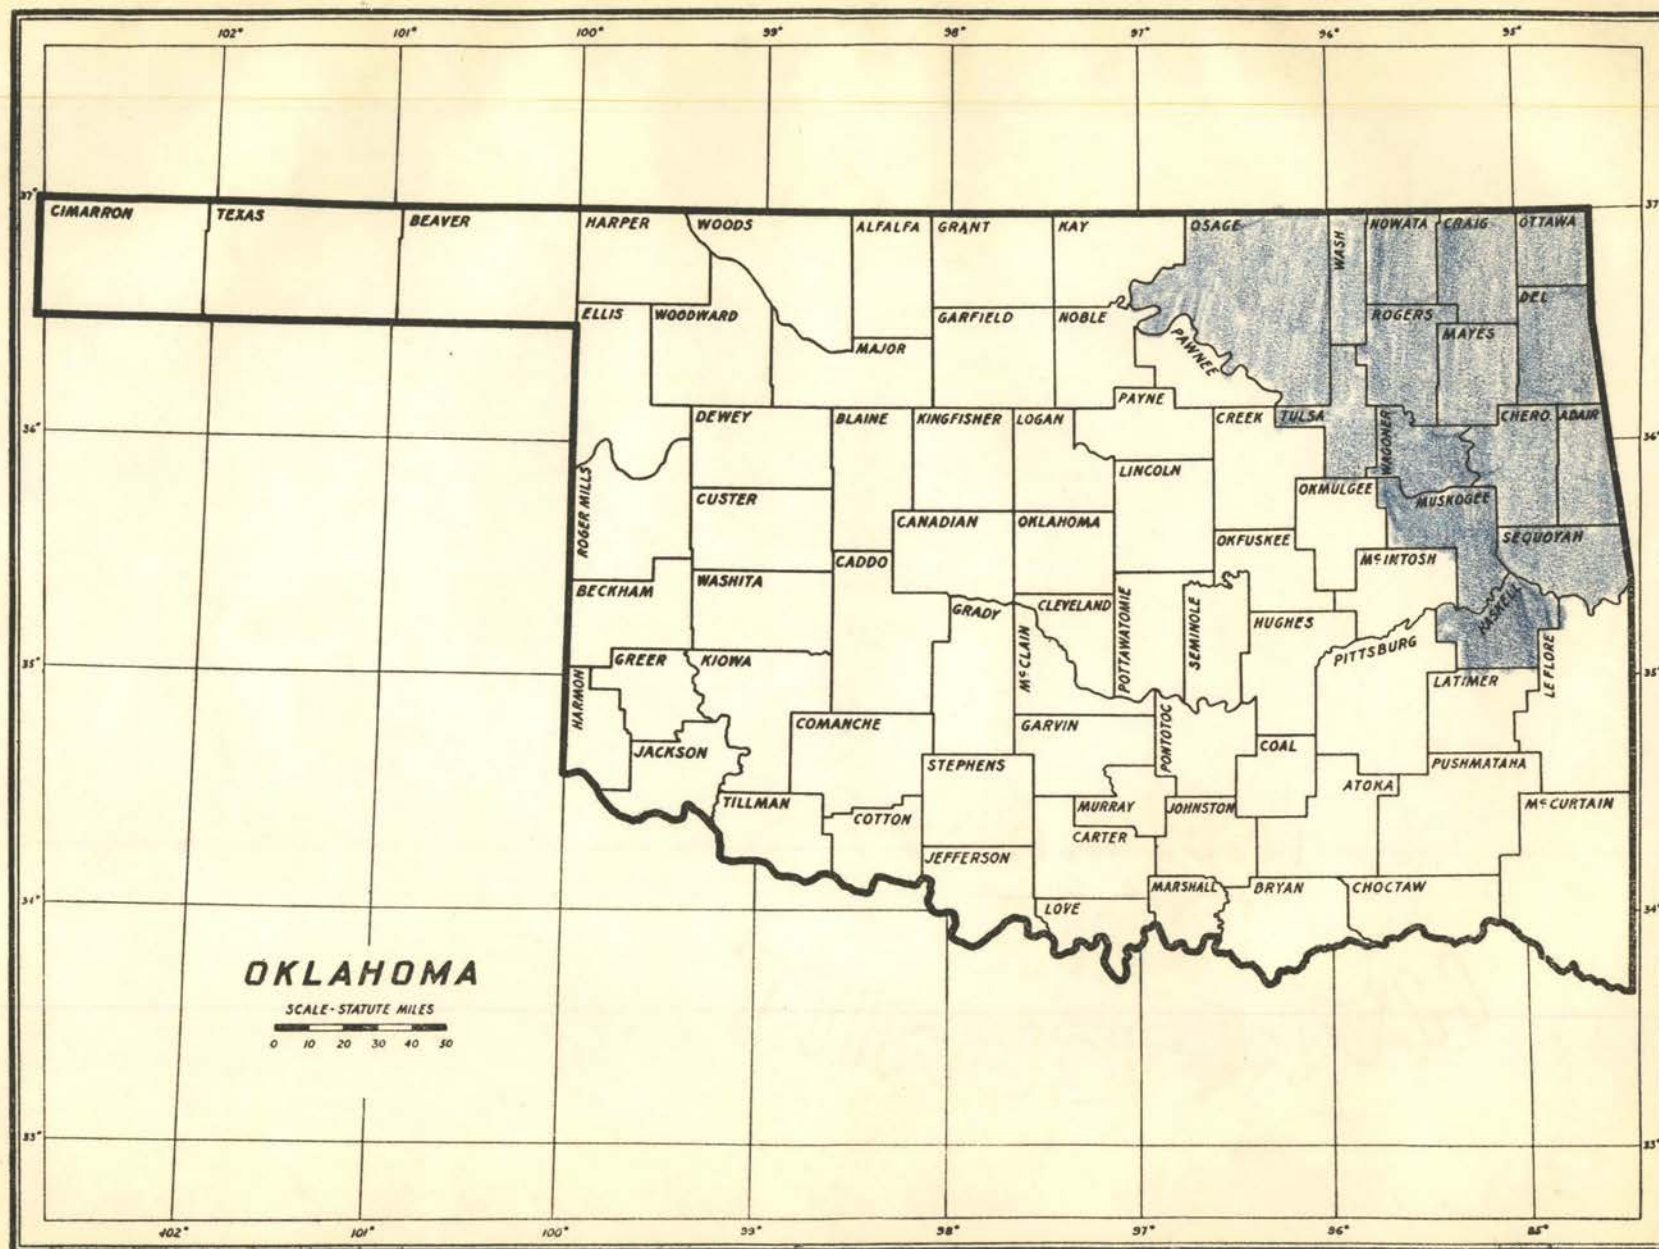 102° 101° 100° 99° 98° 97° 96° 95°
37° 37°
CIMARRON TEXAS BEAVER HARPER WOODS ALFALFA GRANT KAY OSAGE WASH NOWATA CRAIG OTTAWA
ELLIS WOODWARD GARFIELD NOBLE ROGERS DEL
MAJOR PAWNEE MAYES
PAYNE
DEWEY BLAINE KINGFISHER LOGAN CREEK TULSA WAGONER CHERO. ADAIR
36° 36°
LINCOLN
ROGER MILLS CUSTER OKMULGEE MUSKOGEE
CANADIAN OKLAHOMA
CADDO OKFUSKEE McINTOSH SEQUOYAH
BECKHAM WASHITA
GRADY CLEVELAND POTTAWATOMIE SEMINOLE HUGHES HASKELL
35° 35°
GREER KIOWA McCLAIN PITTSBURG
HARMON LATIMER LE FLORE
COMANCHE GARVIN PONTOTOC
JACKSON STEPHENS COAL PUSHMATAHA
ATOKA
TILLMAN COTTON MURRAY JOHNSTON McCURTAIN
CARTER
JEFFERSON
MARSHALL BRYAN CHOCTAW
34° LOVE 34°
OKLAHOMA
SCALE-STATUTE MILES
0 10 20 30 40 50
33° 33°
102° 101° 100° 99° 98° 97° 96° 95°